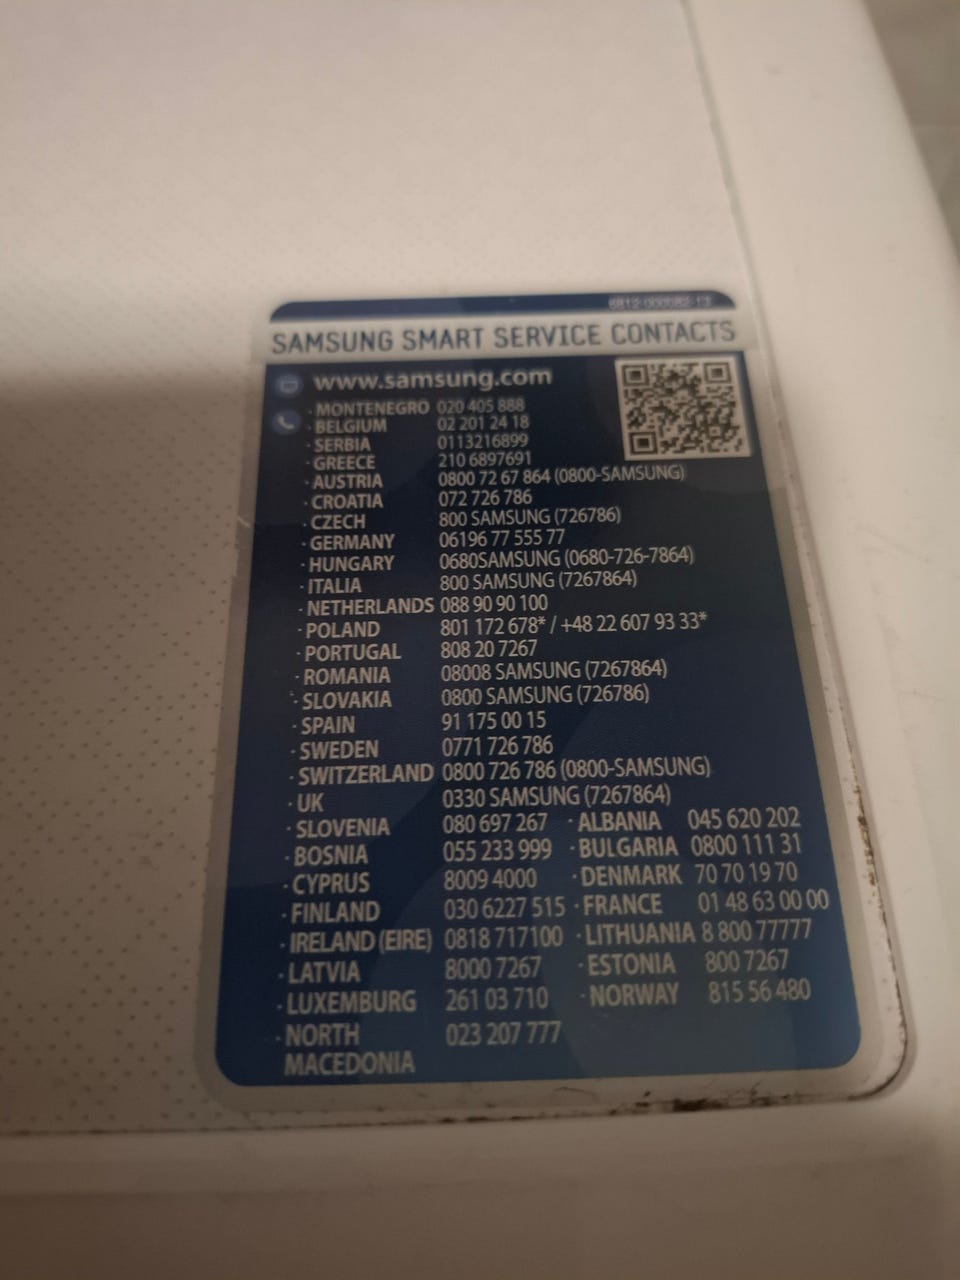 6812-000082-13
SAMSUNG SMART SERVICE CONTACTS
www.samsung.com
· MONTENEGRO 020 405 888
· BELGIUM 02 201 24 18
· SERBIA 0113216899
· GREECE 210 6897691
· AUSTRIA 0800 72 67 864 (0800-SAMSUNG)
· CROATIA 072 726 786
· CZECH 800 SAMSUNG (726786)
· GERMANY 06196 77 555 77
· HUNGARY 0680SAMSUNG (0680-726-7864)
· ITALIA 800 SAMSUNG (7267864)
· NETHERLANDS 088 90 90 100
· POLAND 801 172 678* / +48 22 607 93 33*
· PORTUGAL 808 20 7267
· ROMANIA 08008 SAMSUNG (7267864)
· SLOVAKIA 0800 SAMSUNG (726786)
· SPAIN 91 175 00 15
· SWEDEN 0771 726 786
· SWITZERLAND 0800 726 786 (0800-SAMSUNG)
· UK 0330 SAMSUNG (7267864)
· SLOVENIA 080 697 267 · ALBANIA 045 620 202
· BOSNIA 055 233 999 · BULGARIA 0800 111 31
· CYPRUS 8009 4000 · DENMARK 70 70 19 70
· FINLAND 030 6227 515 · FRANCE 01 48 63 00 00
· IRELAND (EIRE) 0818 717100 · LITHUANIA 8 800 77777
· LATVIA 8000 7267 · ESTONIA 800 7267
· LUXEMBURG 261 03 710 · NORWAY 815 56 480
· NORTH 023 207 777
MACEDONIA